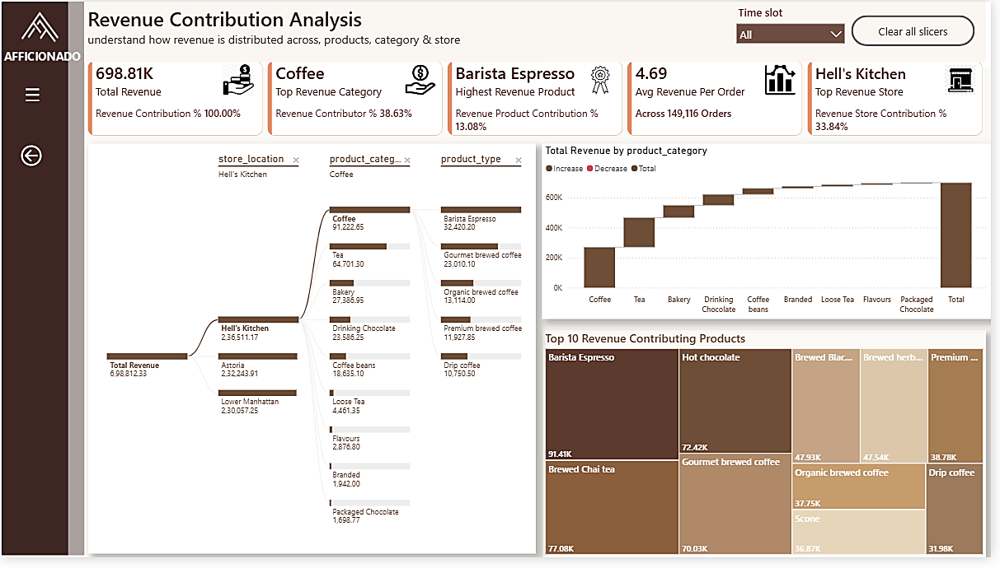 AFFICIONADO
Revenue Contribution Analysis
understand how revenue is distributed across, products, category & store
Time slot
All
Clear all slicers
698.81K
Total Revenue
Revenue Contribution % 100.00%
Coffee
Top Revenue Category
Revenue Contributor % 38.63%
Barista Espresso
Highest Revenue Product
Revenue Product Contribution %
13.08%
4.69
Avg Revenue Per Order
Across 149,116 Orders
Hell's Kitchen
Top Revenue Store
Revenue Store Contribution %
33.84%
store_location ×
Hell's Kitchen
product_categ... ×
Coffee
product_type ×
Total Revenue
6,98,812.33
Hell's Kitchen
2,36,511.17
Astoria
2,32,243.91
Lower Manhattan
2,30,057.25
Coffee
91,222.65
Tea
64,701.30
Bakery
27,386.95
Drinking Chocolate
23,586.25
Coffee beans
18,635.10
Loose Tea
4,461.35
Flavours
2,876.80
Branded
1,942.00
Packaged Chocolate
1,698.77
Barista Espresso
32,420.20
Gourmet brewed coffee
23,010.10
Organic brewed coffee
13,114.00
Premium brewed coffee
11,927.85
Drip coffee
10,750.50
Total Revenue by product_category
Increase Decrease Total
600K
400K
200K
0K
Coffee
Tea
Bakery
Drinking
Chocolate
Coffee
beans
Branded
Loose Tea
Flavours
Packaged
Chocolate
Total
Top 10 Revenue Contributing Products
Barista Espresso
91.41K
Brewed Chai tea
77.08K
Hot chocolate
72.42K
Gourmet brewed coffee
70.03K
Brewed Blac...
47.93K
Brewed herb...
47.54K
Premium ...
38.78K
Organic brewed coffee
37.75K
Scone
36.87K
Drip coffee
31.98K